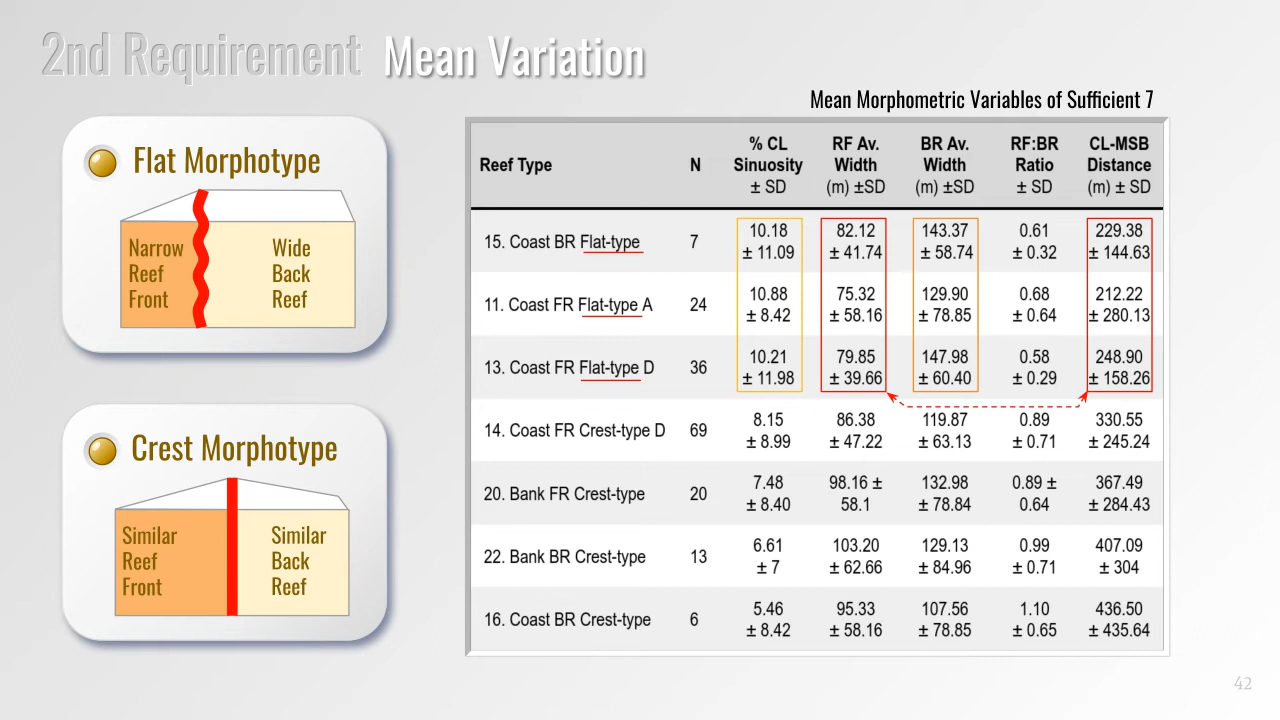 2nd Requirement Mean Variation
Mean Morphometric Variables of Sufficient 7
Flat Morphotype
Narrow Reef Front
Wide Back Reef
Crest Morphotype
Similar Reef Front
Similar Back Reef
Reef Type N % CL Sinuosity ± SD RF Av. Width (m) ±SD BR Av. Width (m) ±SD RF:BR Ratio ± SD CL-MSB Distance (m) ± SD
15. Coast BR Flat-type 7 10.18 ± 11.09 82.12 ± 41.74 143.37 ± 58.74 0.61 ± 0.32 229.38 ± 144.63
11. Coast FR Flat-type A 24 10.88 ± 8.42 75.32 ± 58.16 129.90 ± 78.85 0.68 ± 0.64 212.22 ± 280.13
13. Coast FR Flat-type D 36 10.21 ± 11.98 79.85 ± 39.66 147.98 ± 60.40 0.58 ± 0.29 248.90 ± 158.26
14. Coast FR Crest-type D 69 8.15 ± 8.99 86.38 ± 47.22 119.87 ± 63.13 0.89 ± 0.71 330.55 ± 245.24
20. Bank FR Crest-type 20 7.48 ± 8.40 98.16 ± 58.1 132.98 ± 78.84 0.89 ± 0.64 367.49 ± 284.43
22. Bank BR Crest-type 13 6.61 ± 7 103.20 ± 62.66 129.13 ± 84.96 0.99 ± 0.71 407.09 ± 304
16. Coast BR Crest-type 6 5.46 ± 8.42 95.33 ± 58.16 107.56 ± 78.85 1.10 ± 0.65 436.50 ± 435.64
42